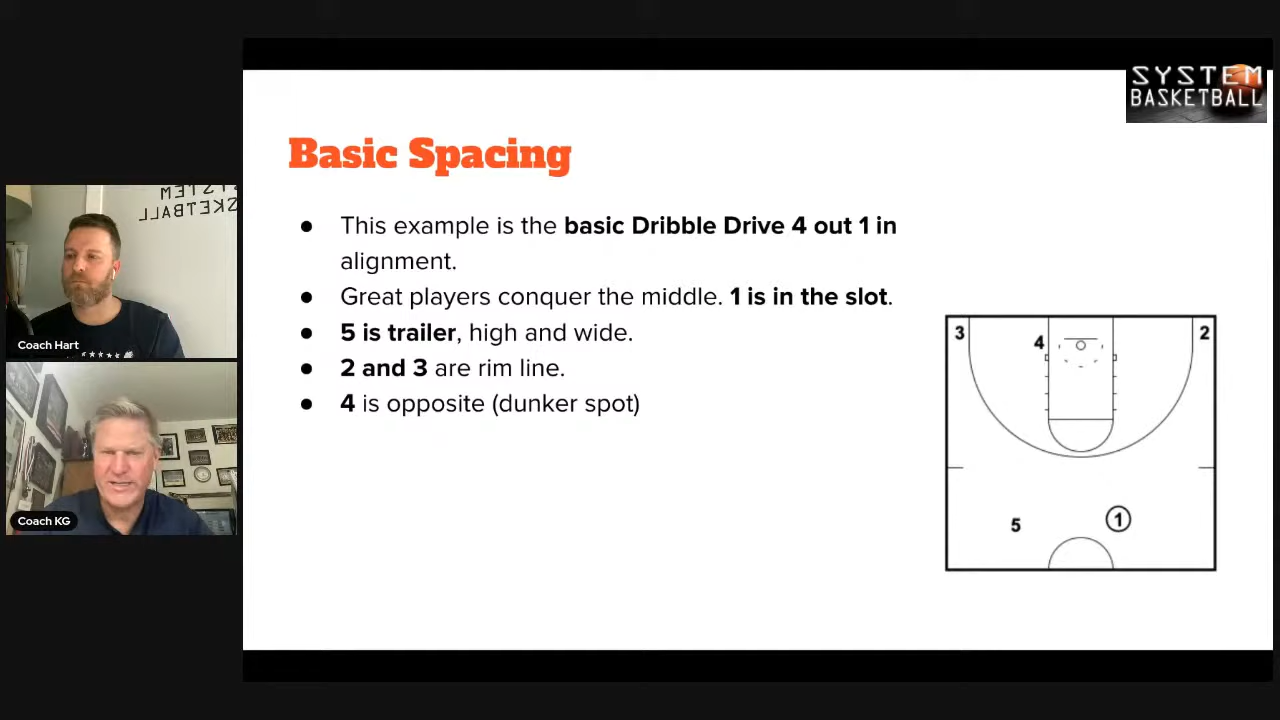 SYSTEM
BASKETBALL
Basic Spacing
● This example is the basic Dribble Drive 4 out 1 in
alignment.
● Great players conquer the middle. 1 is in the slot.
● 5 is trailer, high and wide.
● 2 and 3 are rim line.
● 4 is opposite (dunker spot)
3
4
2
5
1
Coach Hart
Coach KG